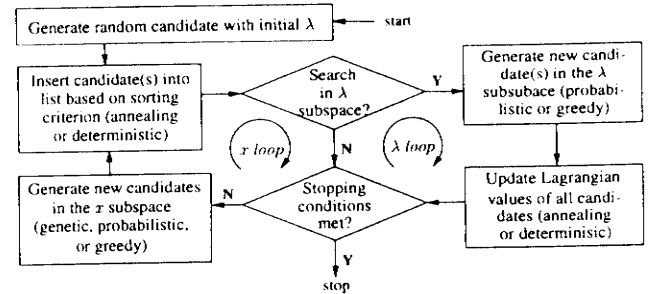 Generate random candidate with initial λ
start
Insert candidate(s) into
list based on sorting
criterion (annealing
or deterministic)
Search
in λ
subspace?
Y
Generate new candi-
date(s) in the λ
subsubace (probabi-
listic or greedy)
x loop
N
λ loop
Generate new candidates
in the x subspace
(genetic, probabilistic,
or greedy)
N
Stopping
conditions
met?
Update Lagrangian
values of all candi-
dates (annealing
or determinisic)
Y
stop